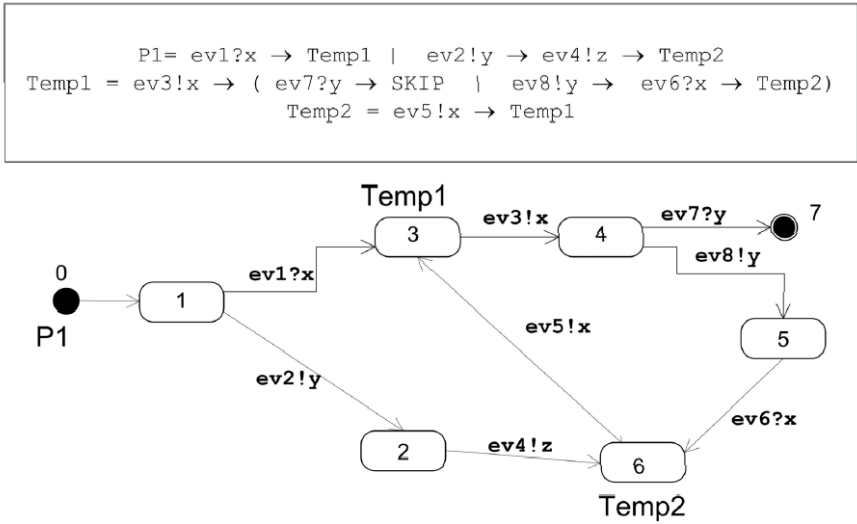 P1= ev1?x → Temp1 | ev2!y → ev4!z → Temp2
Temp1 = ev3!x → ( ev7?y → SKIP | ev8!y → ev6?x → Temp2)
Temp2 = ev5!x → Temp1
Temp1
ev3!x
ev7?y
7
3
4
ev8!y
0
ev1?x
1
P1
ev5!x
5
ev2!y
ev6?x
2
ev4!z
6
Temp2